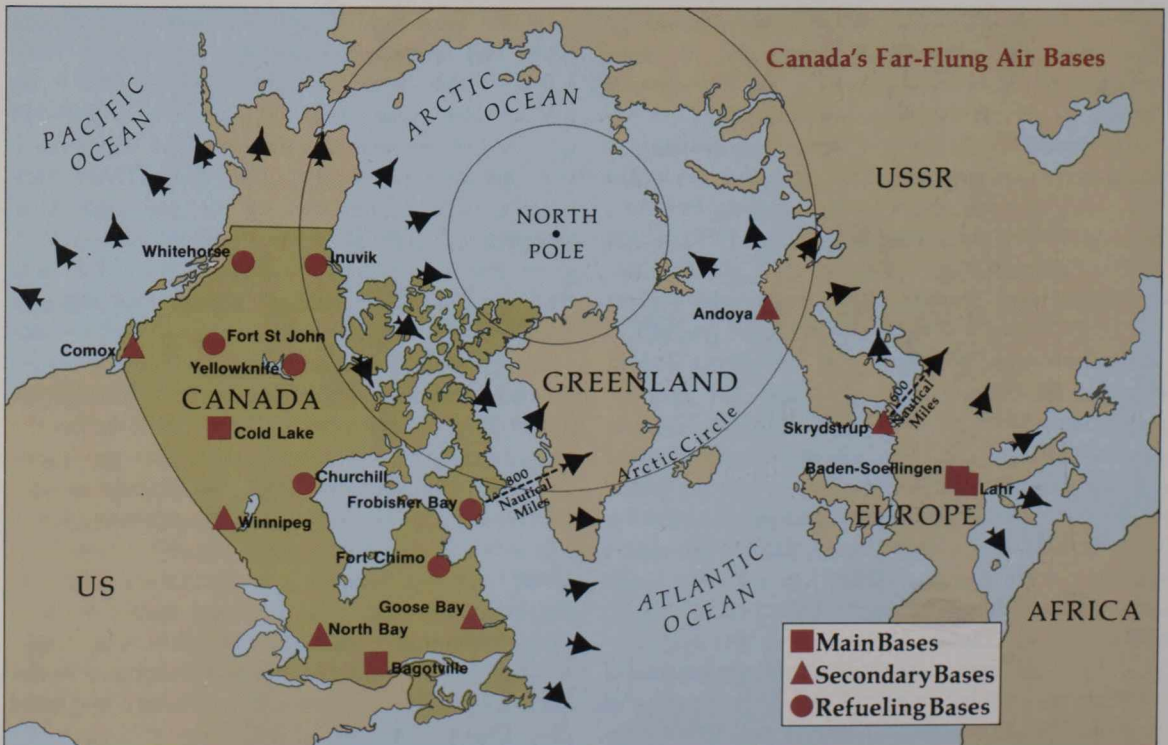 Canada's Far-Flung Air Bases
PACIFIC
OCEAN
ARCTIC
OCEAN
USSR
NORTH
POLE
Whitehorse
Inuvik
Andoya
Fort St John
Comox
Yellowknife
CANADA
GREENLAND
600
Nautical
Miles
Cold Lake
Arctic Circle
Skrydstrup
Churchill
800
Nautical
Miles
Baden-Soellingen
Lahr
Frobisher Bay
Winnipeg
EUROPE
Fort Chimo
US
ATLANTIC
OCEAN
AFRICA
Goose Bay
North Bay
Bagotville
Main Bases
Secondary Bases
Refueling Bases